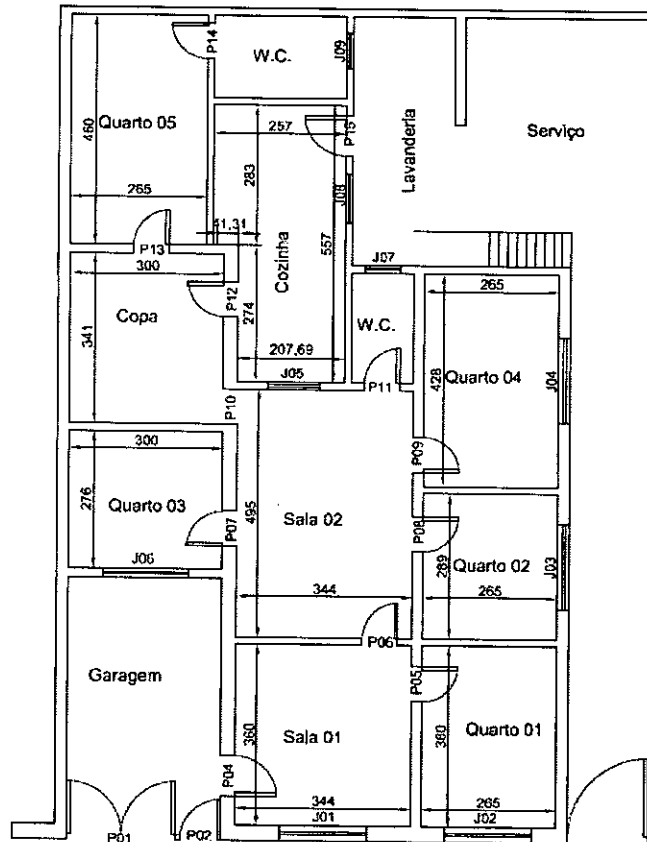 P14
W.C.
J09
Quarto 05
460
265
257
P15
Lavanderia
Serviço
283
J08
41,31
557
Cozinha
P13
300
J07
Copa
341
P12
274
W.C.
265
207,69
J05
P11
428
Quarto 04
J04
P10
300
276
Quarto 03
P07
J06
495
Sala 02
344
P09
P08
289
Quarto 02
265
J03
P06
Garagem
P04
360
Sala 01
344
J01
P05
380
Quarto 01
265
J02
P01
P02